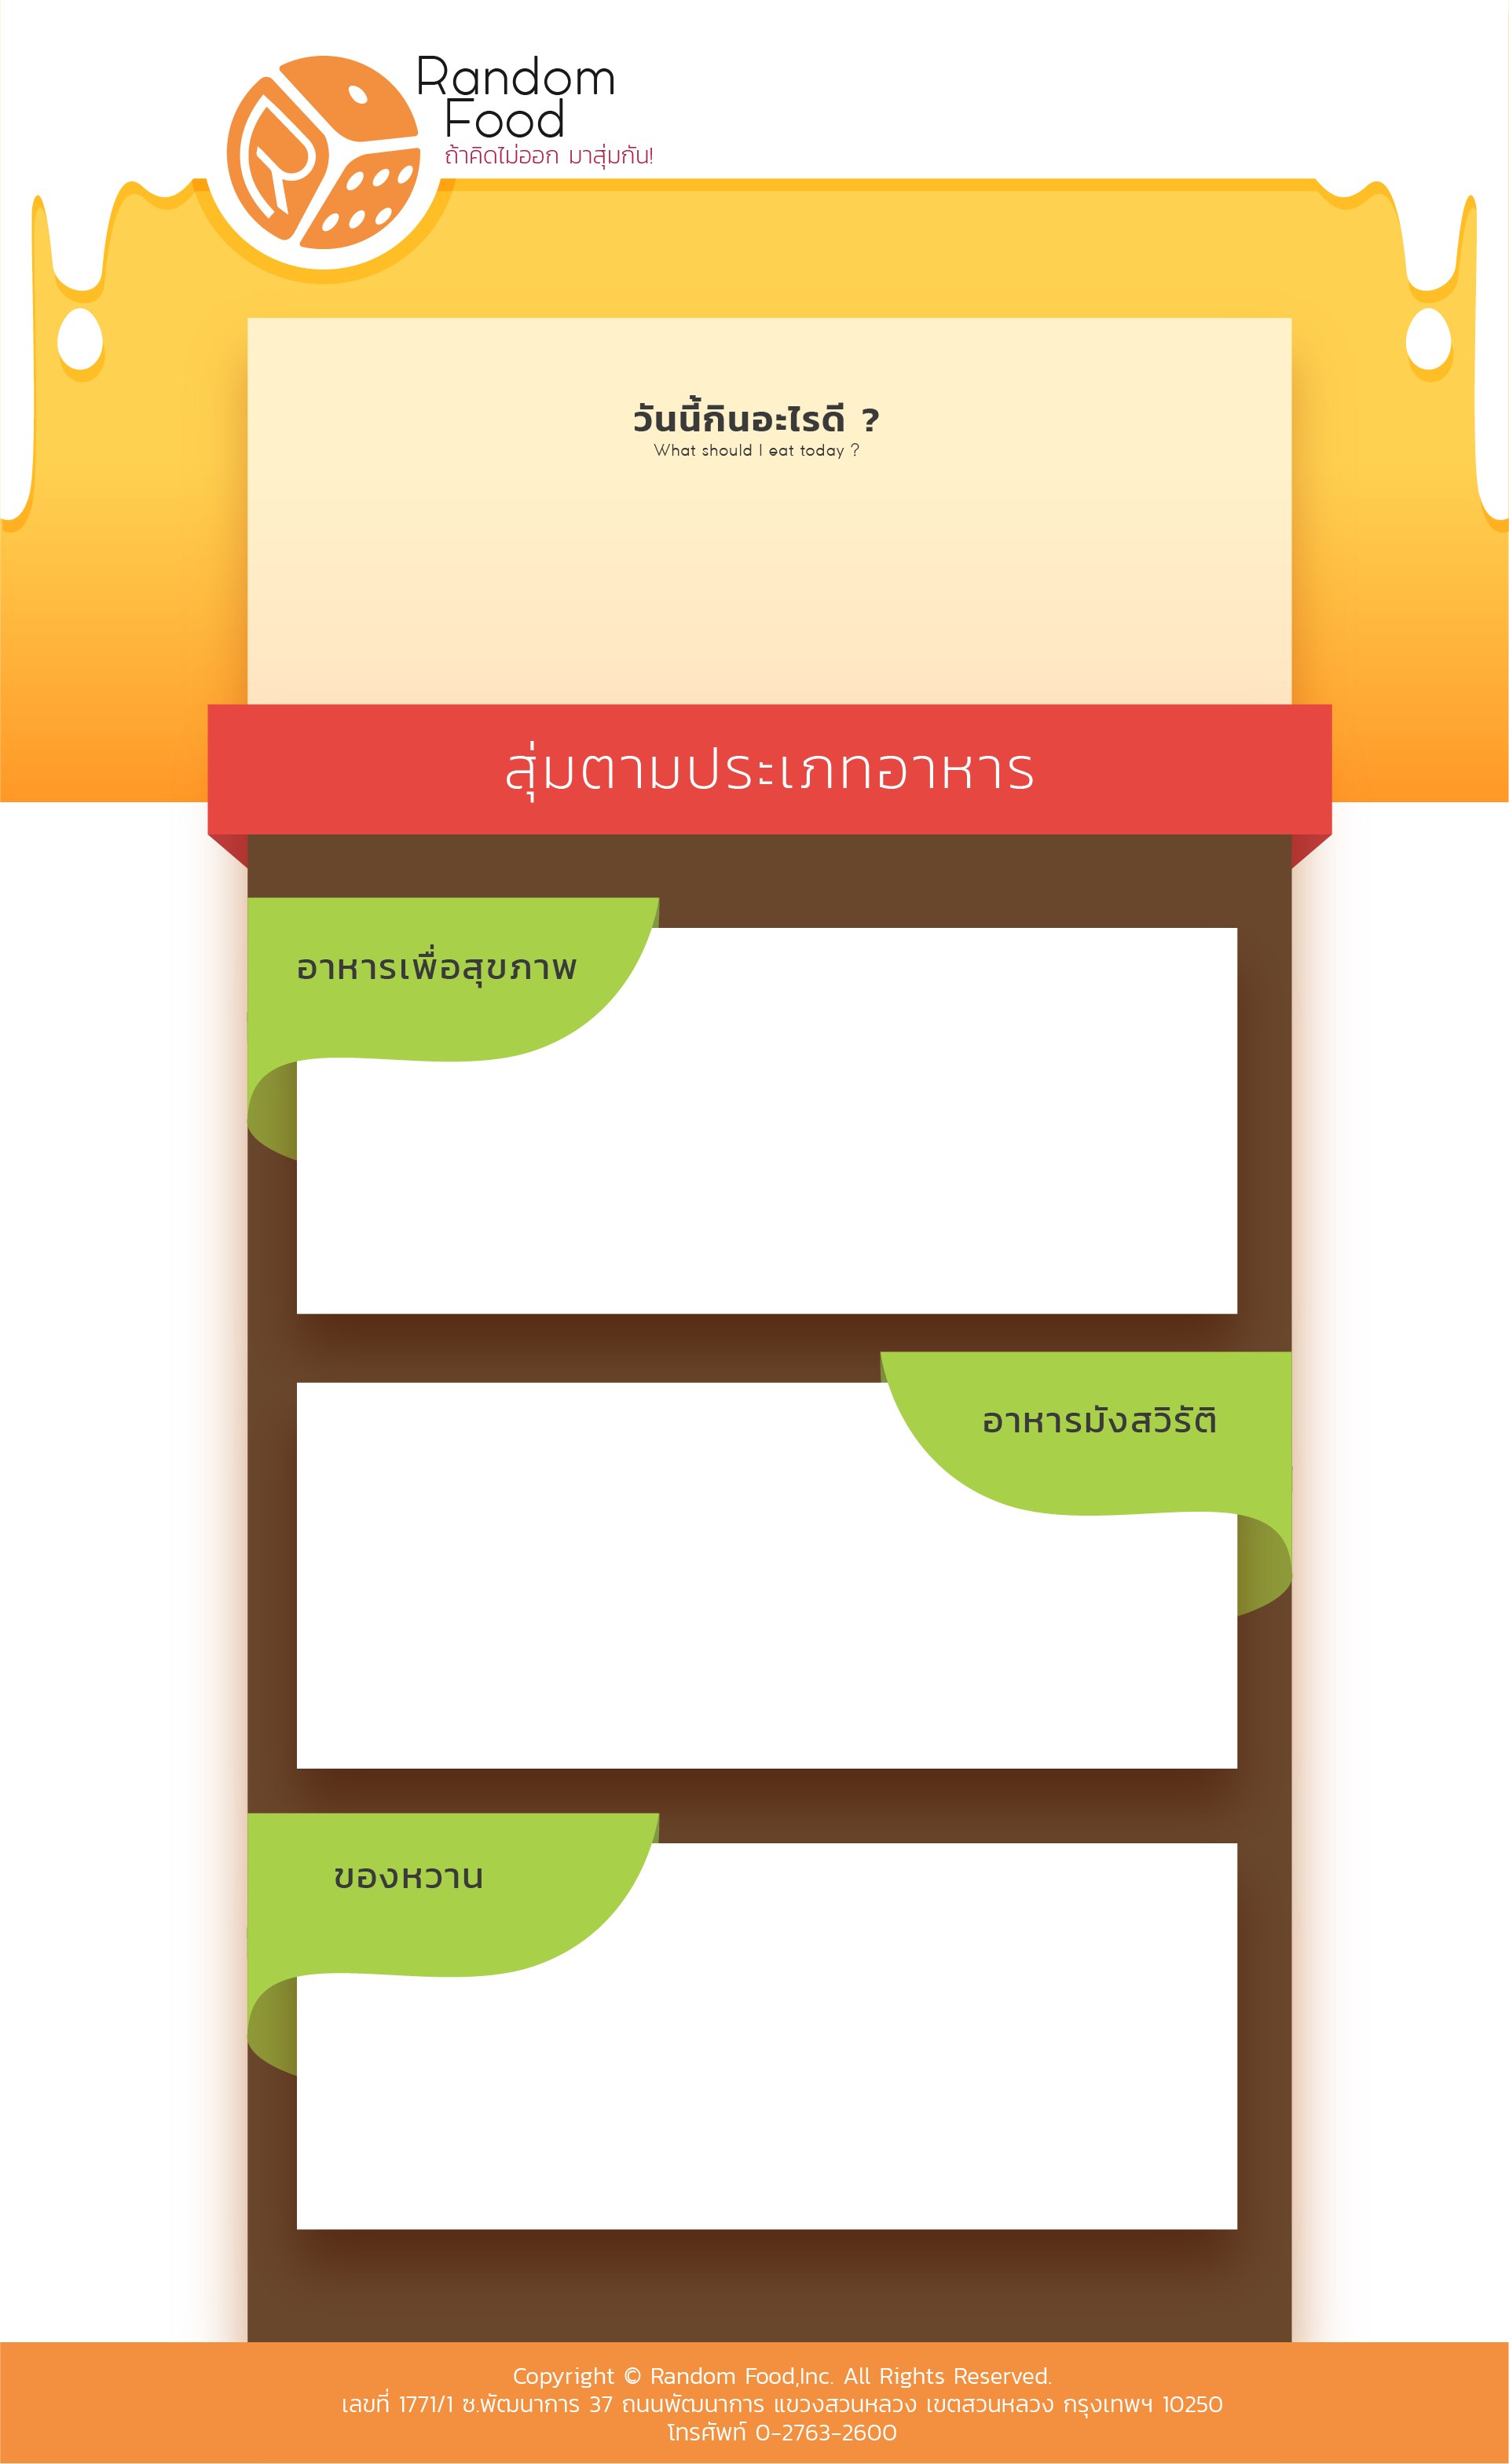 Random
Food
ถ้าคิดไม่ออก มาสุ่มกัน!
วันนี้กินอะไรดี ?
What should I eat today ?
สุ่มตามประเภทอาหาร
อาหารเพื่อสุขภาพ
อาหารมังสวิรัติ
ของหวาน
Copyright © Random Food,Inc. All Rights Reserved.
เลขที่ 1771/1 ซ.พัฒนาการ 37 ถนนพัฒนาการ แขวงสวนหลวง เขตสวนหลวง กรุงเทพฯ 10250
โทรศัพท์ 0-2763-2600